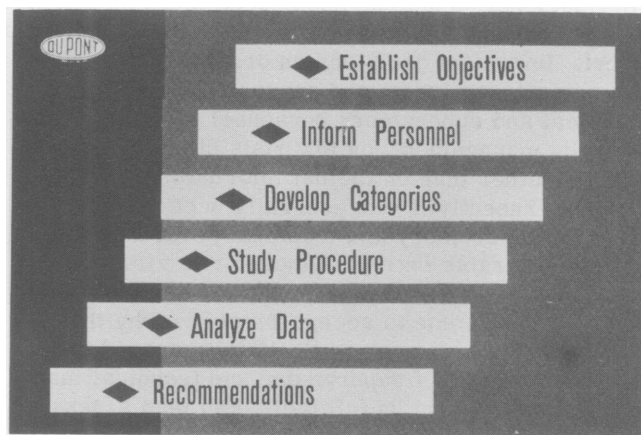 DUPONT
Establish Objectives
Inform Personnel
Develop Categories
Study Procedure
Analyze Data
Recommendations